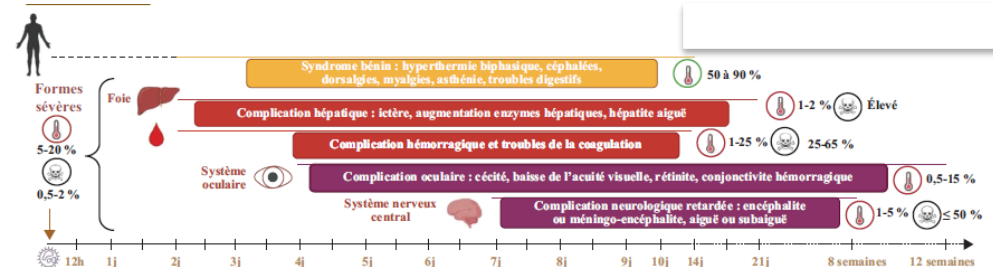 Syndrome bénin : hyperthermie biphasique, céphalées,
dorsalgies, myalgies, asthénie, troubles digestifs
50 à 90 %
Formes
sévères
5-20 %
0,5-2 %
Foie
Complication hépatique : ictère, augmentation enzymes hépatiques, hépatite aiguë
1-2 %
Élevé
Complication hémorragique et troubles de la coagulation
1-25 %
25-65 %
Système
oculaire
Complication oculaire : cécité, baisse de l'acuité visuelle, rétinite, conjonctivite hémorragique
0,5-15 %
Système nerveux
central
Complication neurologique retardée : encéphalite
ou méningo-encéphalite, aiguë ou subaiguë
1-5 %
≤ 50 %
12h 1j 2j 3j 4j 5j 6j 7j 8j 9j 10j 14j 21j 8 semaines 12 semaines